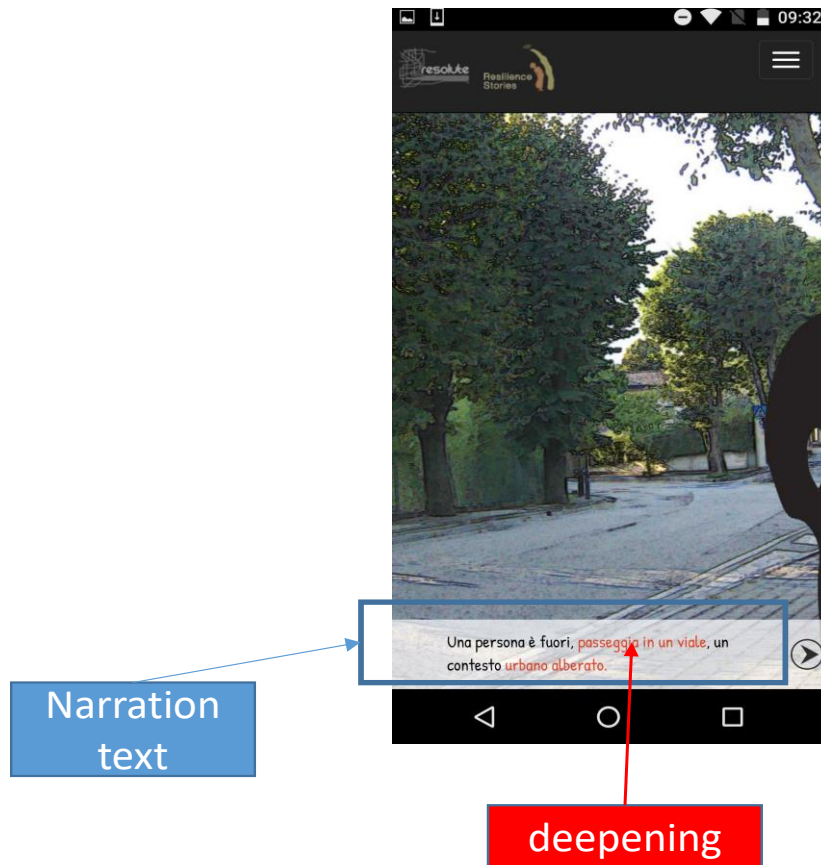 09:32
resolute
Resilience
Stories
Una persona è fuori, passeggia in un viale, un
contesto urbano alberato.
Narration
text
deepening